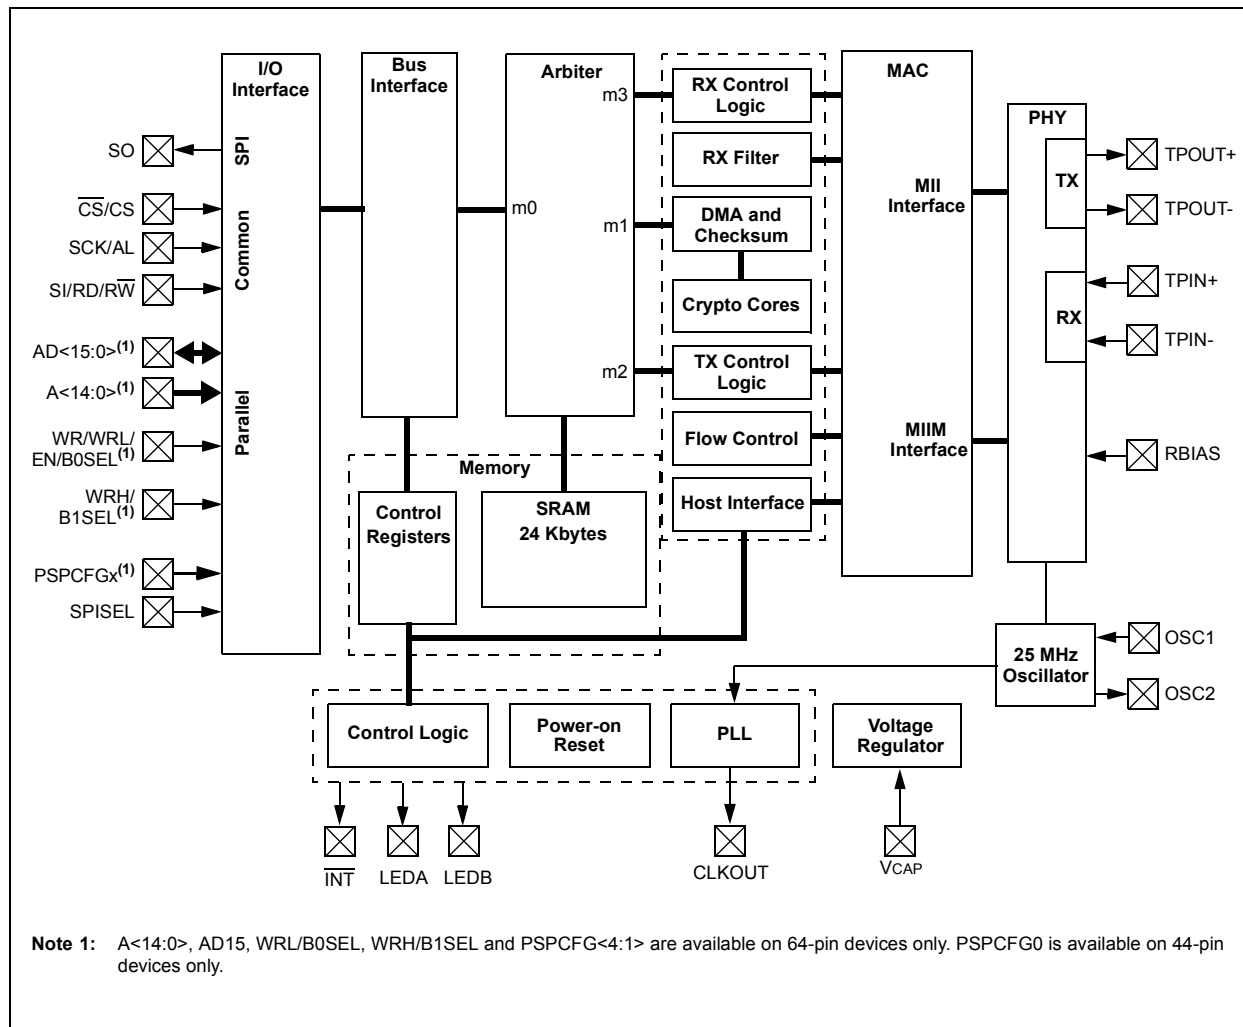 I/O
Interface
SPI
Common
Parallel
Bus
Interface
Arbiter
m0
m3
m1
m2
RX Control
Logic
RX Filter
DMA and
Checksum
Crypto Cores
TX Control
Logic
Flow Control
Host Interface
MAC
MII
Interface
MIIM
Interface
PHY
TX
RX
SO
CS/CS
SCK/AL
SI/RD/RW
AD<15:0>(1)
A<14:0>(1)
WR/WRL/
EN/B0SEL(1)
WRH/
B1SEL(1)
PSPCFGx(1)
SPISEL
TPOUT+
TPOUT-
TPIN+
TPIN-
RBIAS
OSC1
OSC2
Memory
Control
Registers
SRAM
24 Kbytes
25 MHz
Oscillator
Control Logic
Power-on
Reset
PLL
Voltage
Regulator
INT
LEDA
LEDB
CLKOUT
VCAP
Note 1: A<14:0>, AD15, WRL/B0SEL, WRH/B1SEL and PSPCFG<4:1> are available on 64-pin devices only. PSPCFG0 is available on 44-pin
devices only.